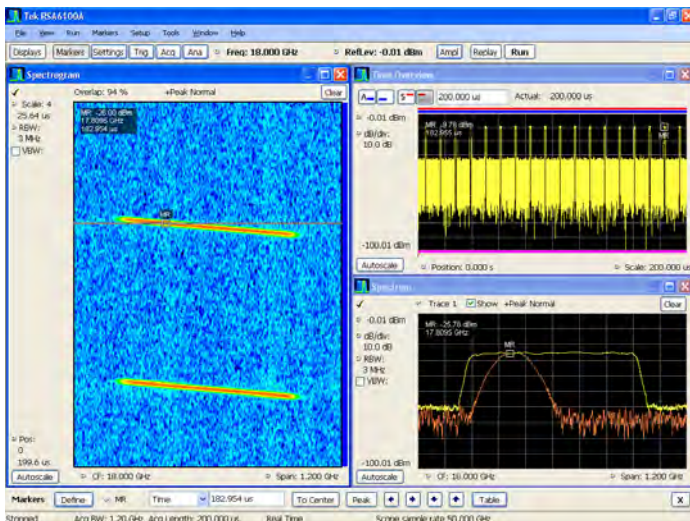 Tek RSA6100A
File View Run Markers Setup Tools Window Help
Displays Markers Settings Trig Acq Ana Freq: 18.000 GHz RefLev: -0.01 dBm Ampl Replay Run
Spectrogram
Overlap: 94 % +Peak Normal Clear
Scale: 4
25.64 us
RBW:
3 MHz
VBW:
MR: -26.00 dBm
17.8095 GHz
182.954 us
MR
Pos:
0
199.6 us
Autoscale CF: 18.000 GHz Span: 1.200 GHz
Time Overview
200.000 us Actual: 200.000 us
-0.01 dBm
dB/div:
10.0 dB
MR: -9.78 dBm
182.955 us
MR
-100.01 dBm
Autoscale Position: 0.000 s Scale: 200.000 us
Spectrum
Trace 1 Show +Peak Normal Clear
-0.01 dBm
dB/div:
10.0 dB
RBW:
3 MHz
VBW:
MR: -26.76 dBm
17.8095 GHz
MR
-100.01 dBm
Autoscale CF: 18.000 GHz Span: 1.200 GHz
Markers Define MR Time 182.954 us To Center Peak Table X
Stopped Acq BW: 1.20 GHz Acq Length: 200.000 us Real Time Scope sample rate 50.000 GHz